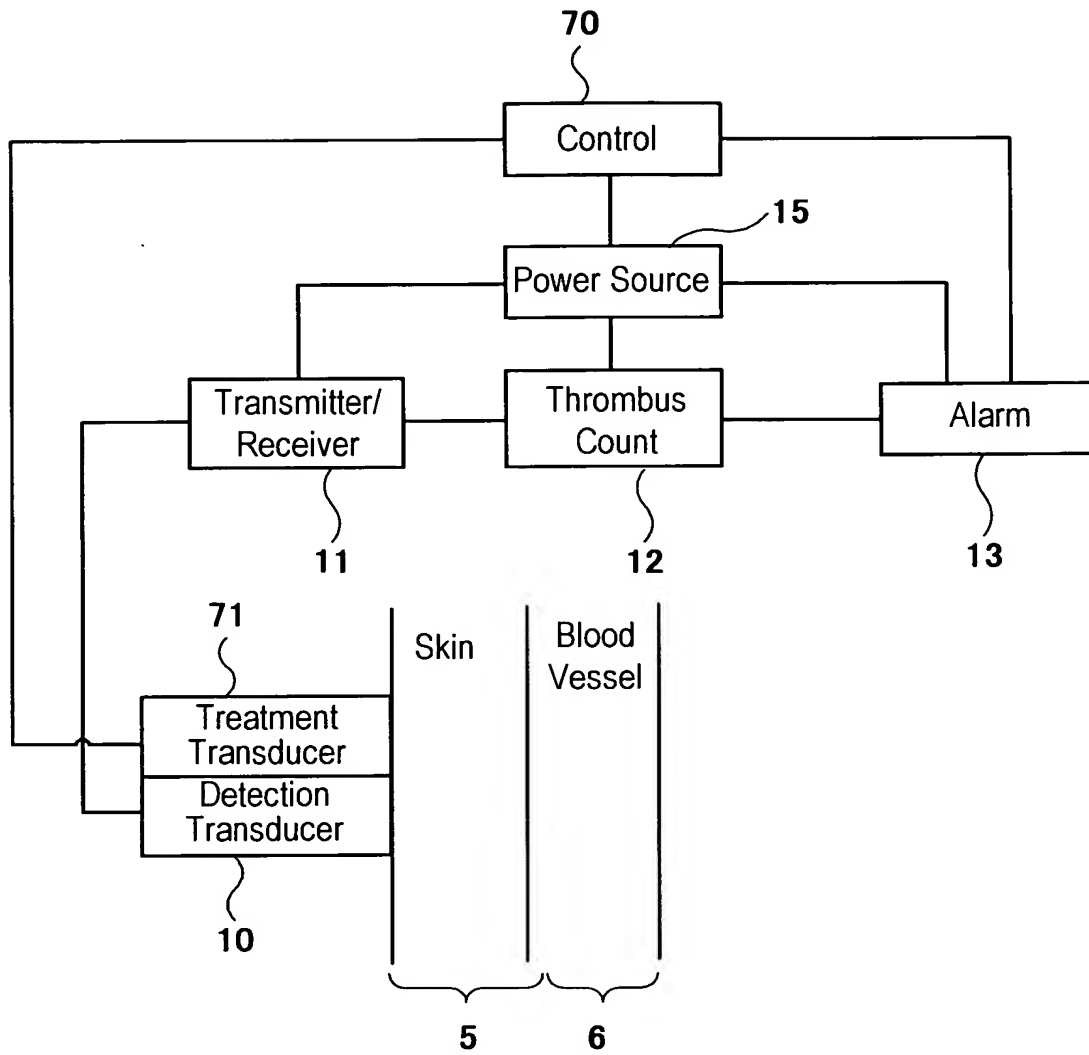 70
Control
15
Power Source
Transmitter/
Receiver
Thrombus
Count
Alarm
11
12
13
71
Skin
Blood
Vessel
Treatment
Transducer
Detection
Transducer
10
5
6